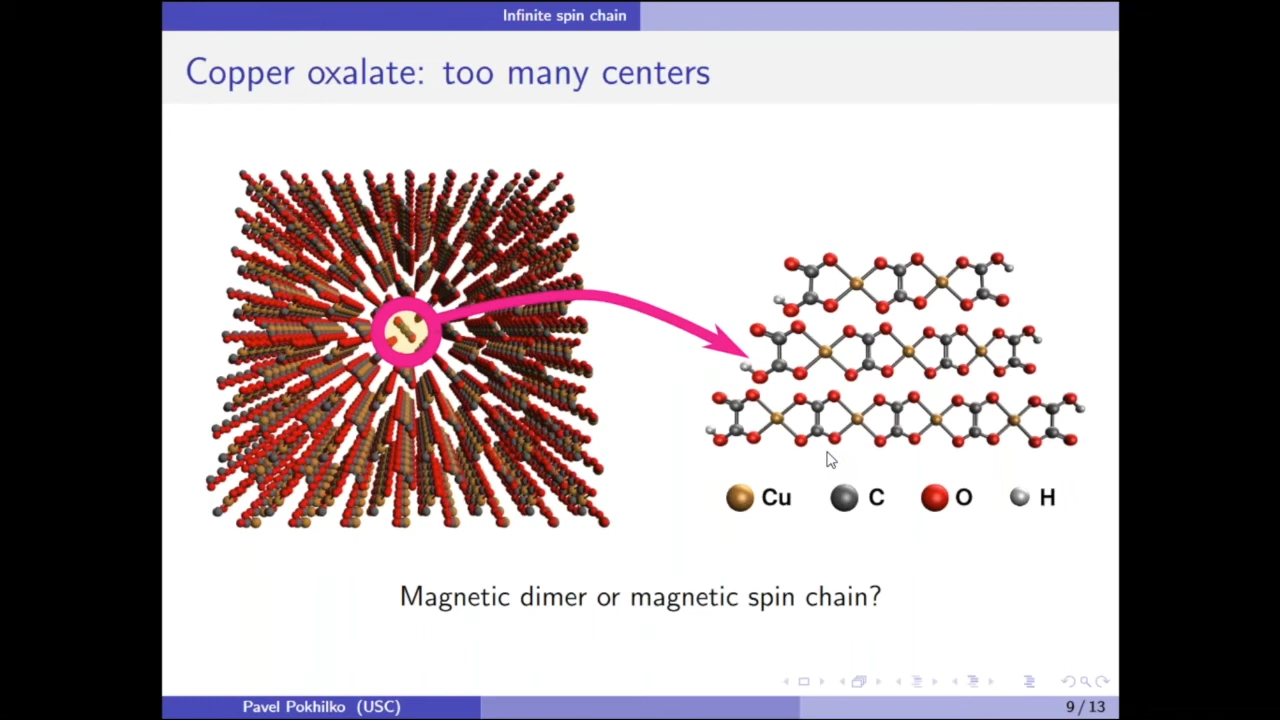 Infinite spin chain
Copper oxalate: too many centers
Cu C O H
Magnetic dimer or magnetic spin chain?
Pavel Pokhilko (USC) 9 / 13